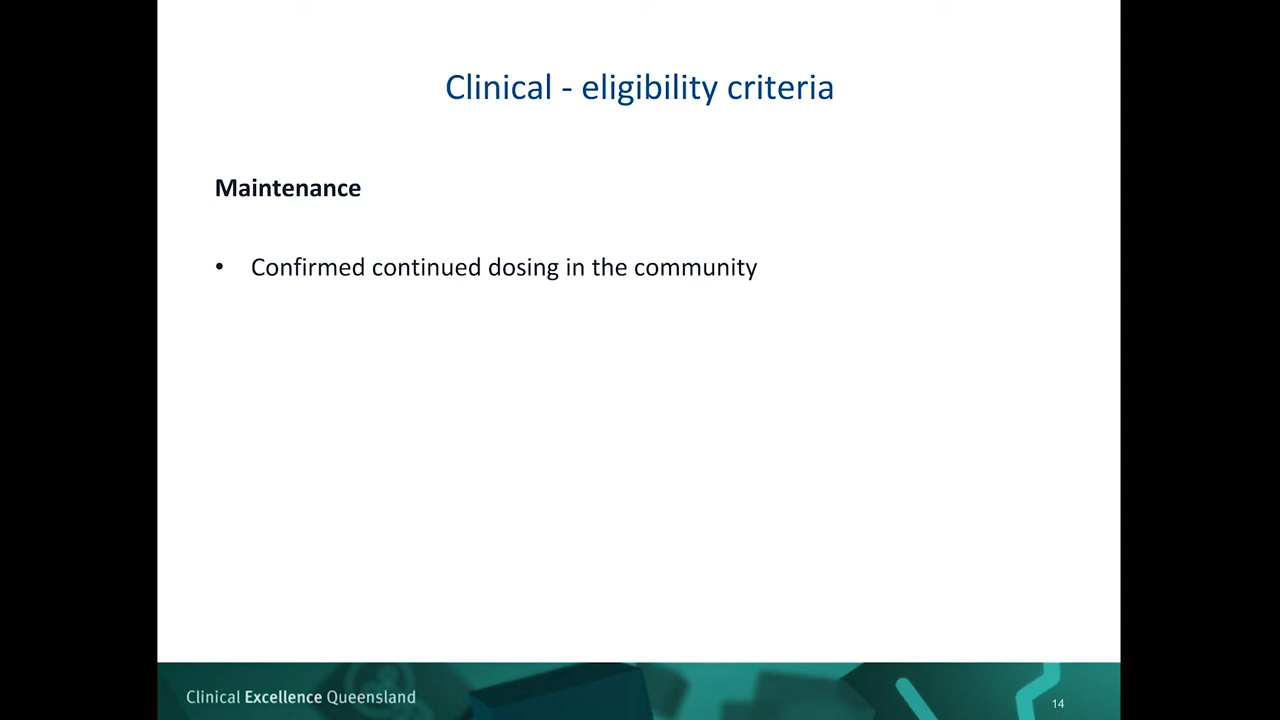 Clinical - eligibility criteria
Maintenance
• Confirmed continued dosing in the community
Clinical Excellence Queensland
14